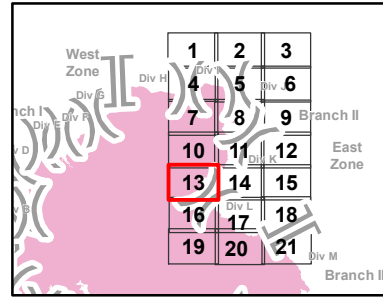 1 2 3
West
Zone
Div H Div I
4 5 6
Div J
Div G
nch I
Div F
Div E
7 8 9
Branch II
Div D
10 11 12
East
Zone
Div K
13 14 15
Div B
16 17 18
Div L
19 20 21
Div M
Branch II